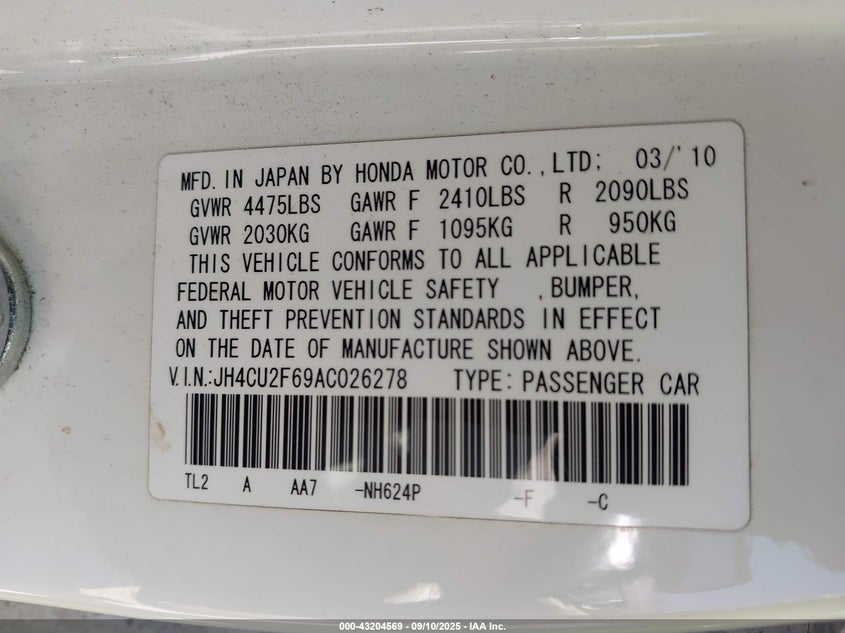 MFD. IN JAPAN BY HONDA MOTOR CO.,LTD; 03/'10
GVWR 4475LBS GAWR F 2410LBS R 2090LBS
GVWR 2030KG GAWR F 1095KG R 950KG
THIS VEHICLE CONFORMS TO ALL APPLICABLE
FEDERAL MOTOR VEHICLE SAFETY ,BUMPER,
AND THEFT PREVENTION STANDARDS IN EFFECT
ON THE DATE OF MANUFACTURE SHOWN ABOVE.
V.I.N.:JH4CU2F69AC026278 TYPE: PASSENGER CAR
TL2 A AA7 -NH624P -F -C
000-43204569 - 09/10/2025 - IAA Inc.